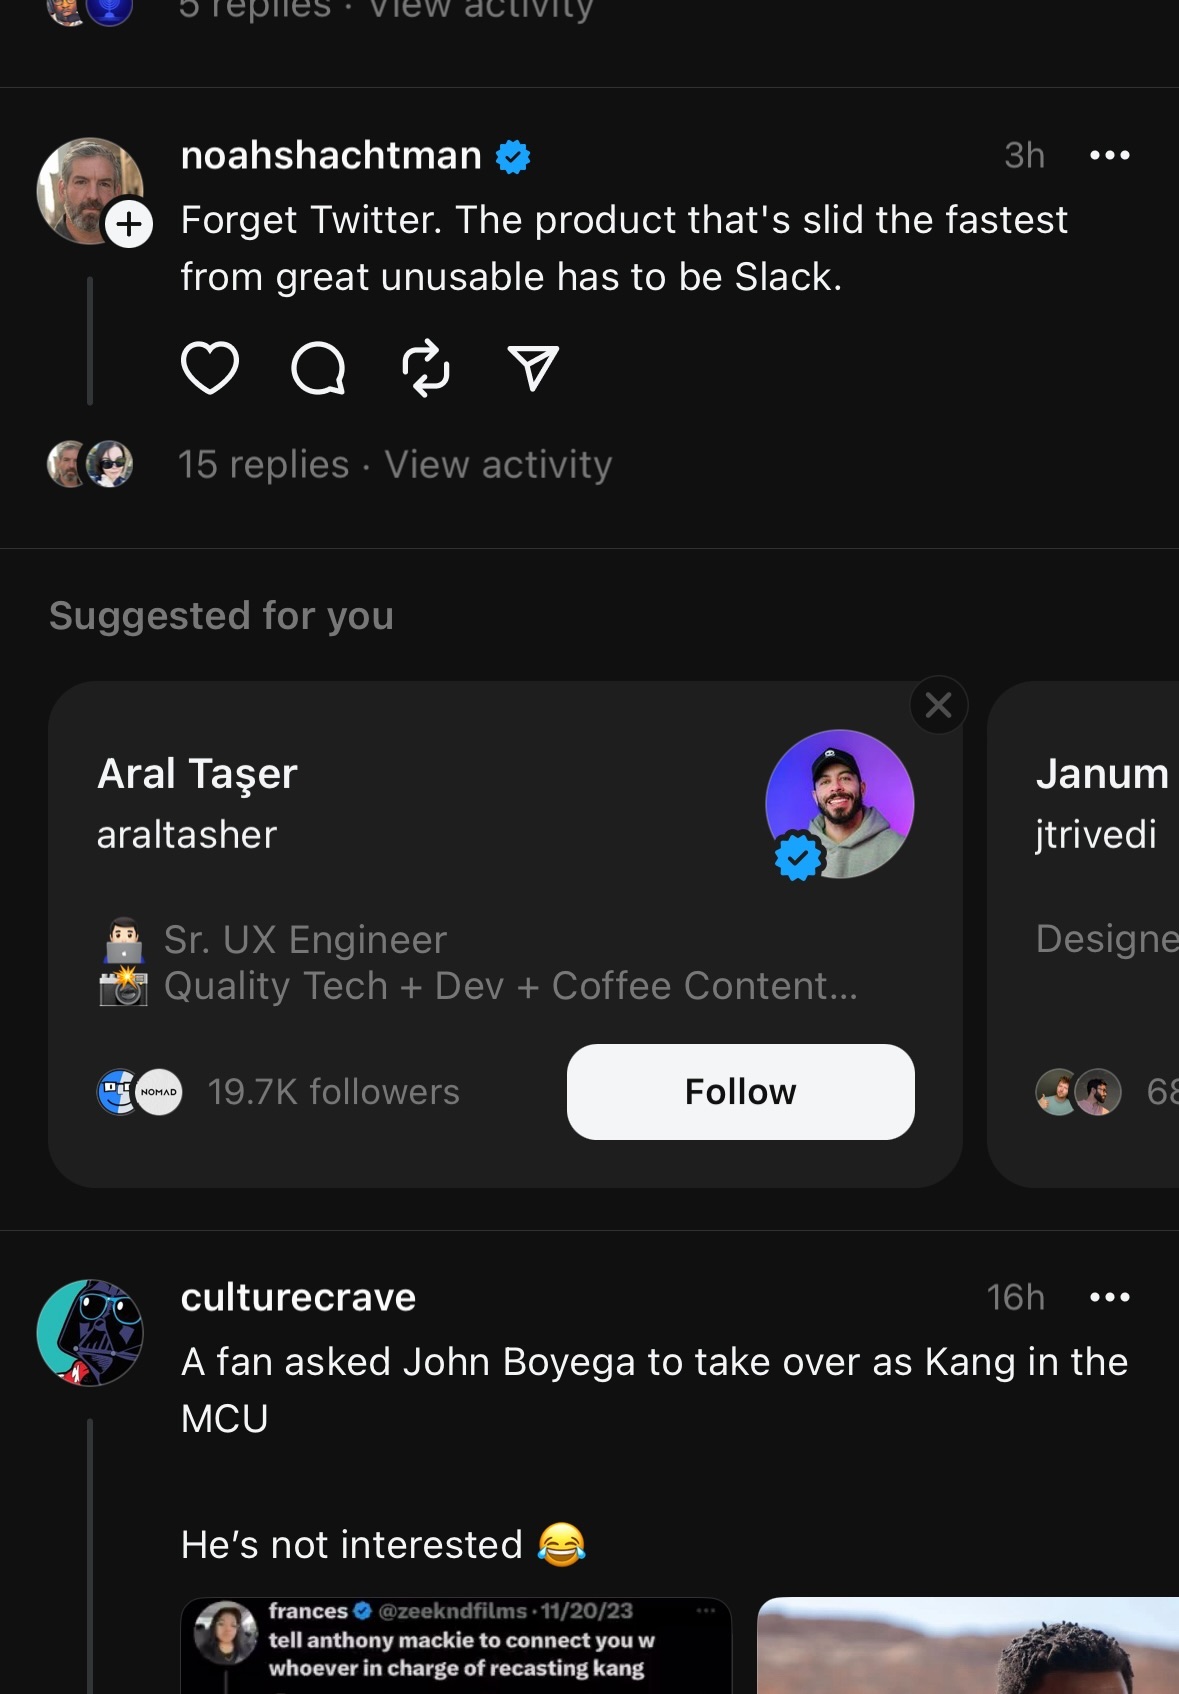 5 replies · View activity
noahshachtman
3h
Forget Twitter. The product that's slid the fastest
from great unusable has to be Slack.
15 replies · View activity
Suggested for you
Aral Taşer
araltasher
👨🏻‍💻 Sr. UX Engineer
📸 Quality Tech + Dev + Coffee Content...
NOMAD
19.7K followers
Follow
Janum
jtrivedi
Designe
68
culturecrave
16h
A fan asked John Boyega to take over as Kang in the
MCU
He’s not interested 😂
frances @zeekndfilms · 11/20/23
tell anthony mackie to connect you w
whoever in charge of recasting kang